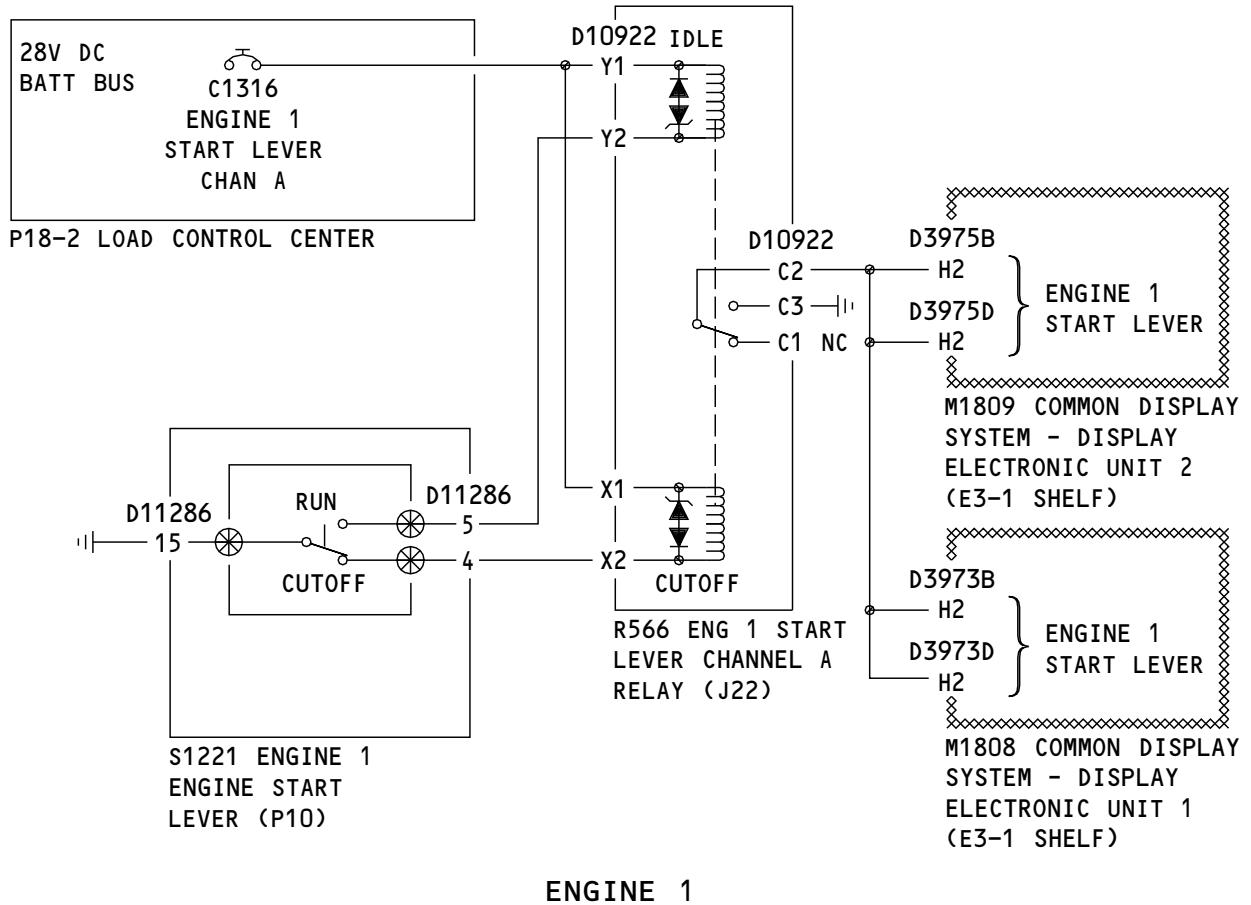 28V DC
BATT BUS
C1316
ENGINE 1
START LEVER
CHAN A
P18-2 LOAD CONTROL CENTER
D10922 IDLE
Y1
Y2
D10922
C2
C3
C1 NC
X1
X2
CUTOFF
R566 ENG 1 START
LEVER CHANNEL A
RELAY (J22)
D11286
15
RUN
CUTOFF
D11286
5
4
S1221 ENGINE 1
ENGINE START
LEVER (P10)
D3975B
H2
D3975D
H2
ENGINE 1
START LEVER
M1809 COMMON DISPLAY
SYSTEM - DISPLAY
ELECTRONIC UNIT 2
(E3-1 SHELF)
D3973B
H2
D3973D
H2
ENGINE 1
START LEVER
M1808 COMMON DISPLAY
SYSTEM - DISPLAY
ELECTRONIC UNIT 1
(E3-1 SHELF)
ENGINE 1